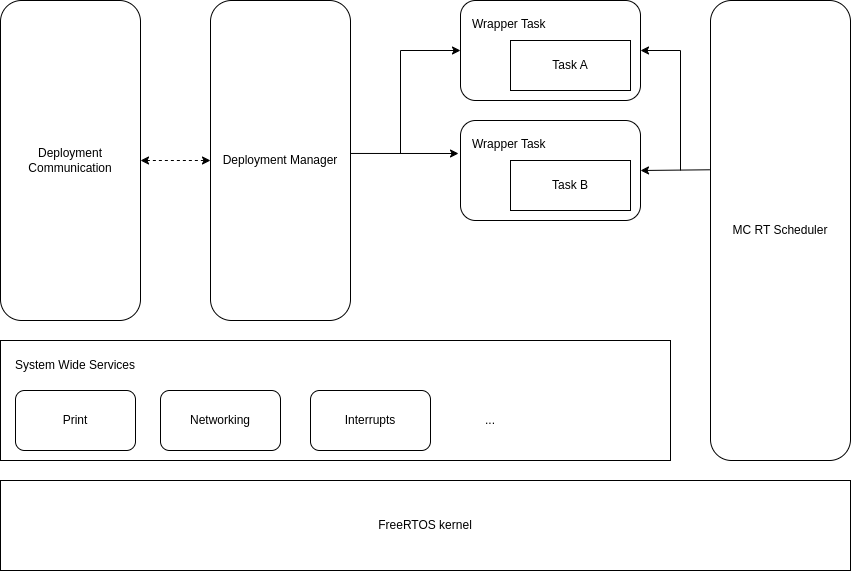 Deployment
Communication
Deployment Manager
Wrapper Task
Task A
Wrapper Task
Task B
MC RT Scheduler
System Wide Services
Print
Networking
Interrupts
...
FreeRTOS kernel